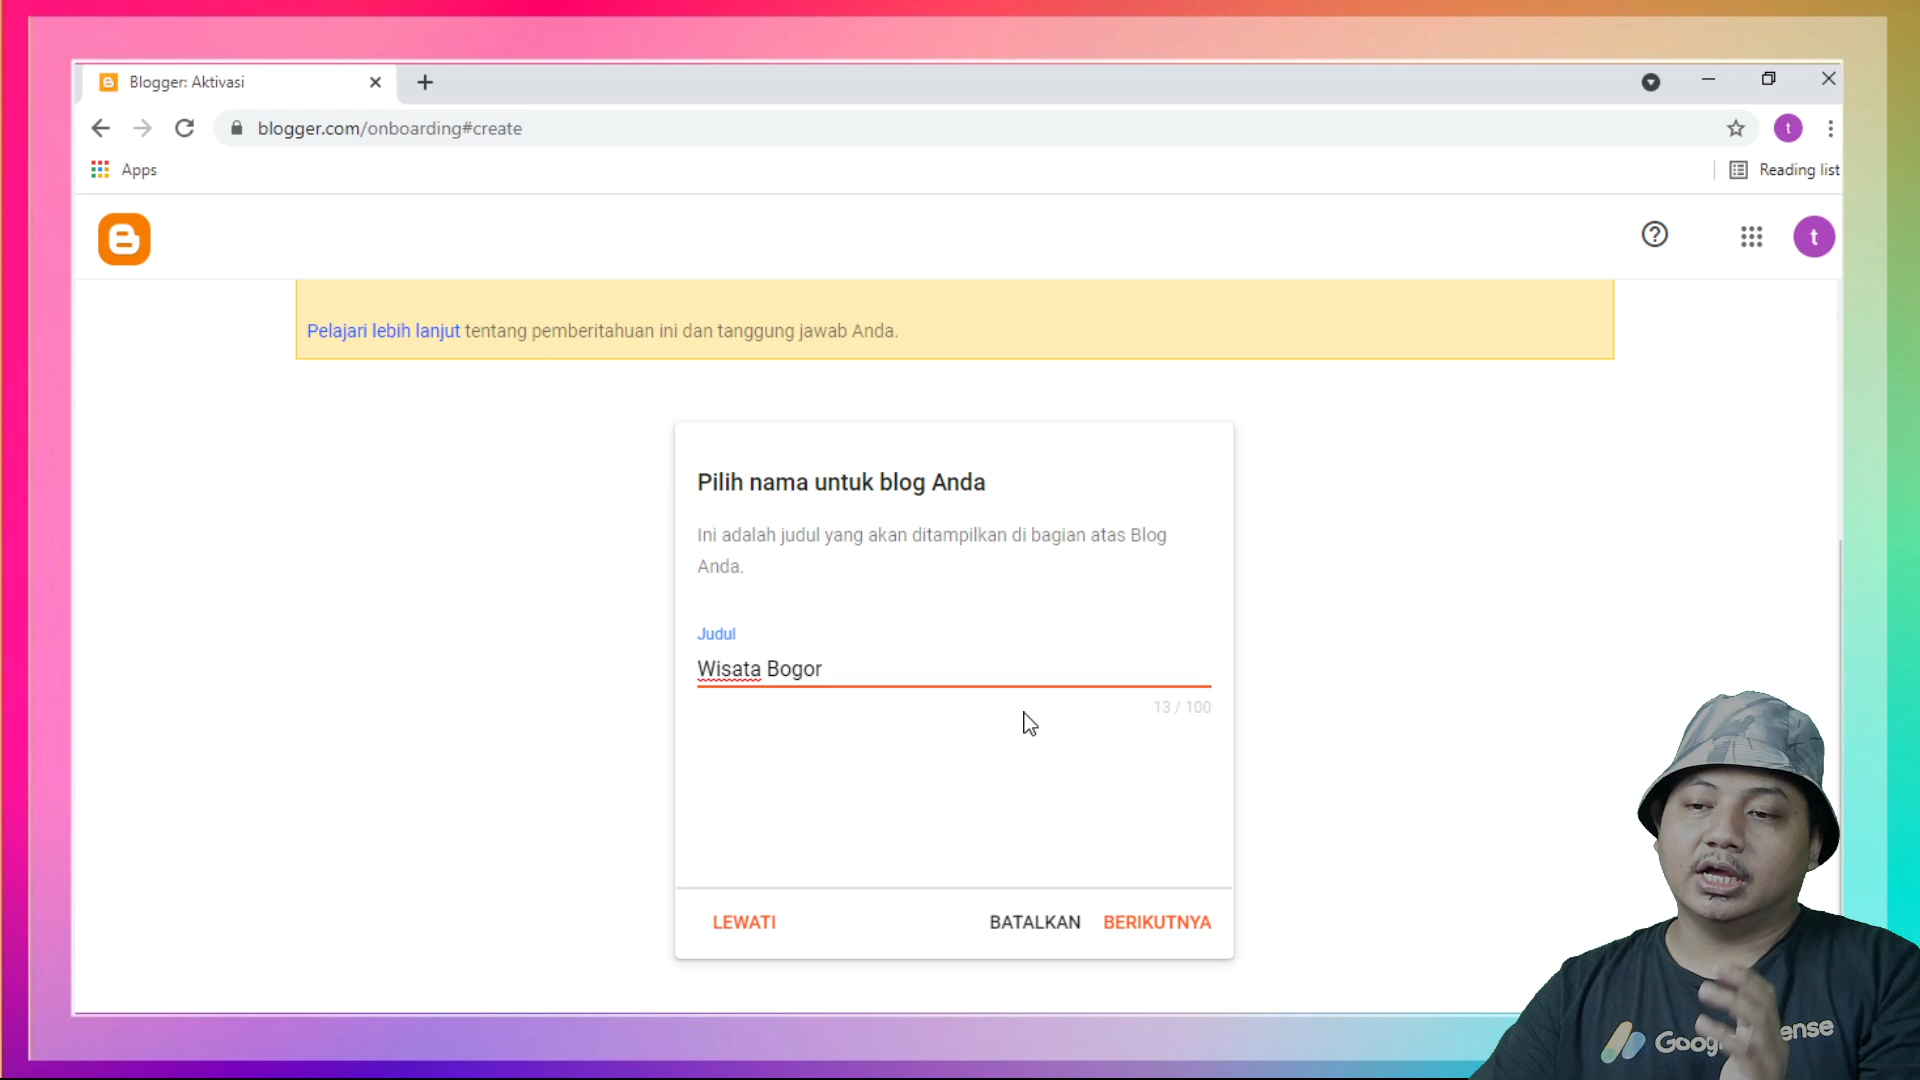 Blogger: Aktivasi
blogger.com/onboarding#create
t
Apps
Reading list
t
Pelajari lebih lanjut tentang pemberitahuan ini dan tanggung jawab Anda.
Pilih nama untuk blog Anda
Ini adalah judul yang akan ditampilkan di bagian atas Blog
Anda.
Judul
Wisata Bogor
13 / 100
LEWATI
BATALKAN
BERIKUTNYA